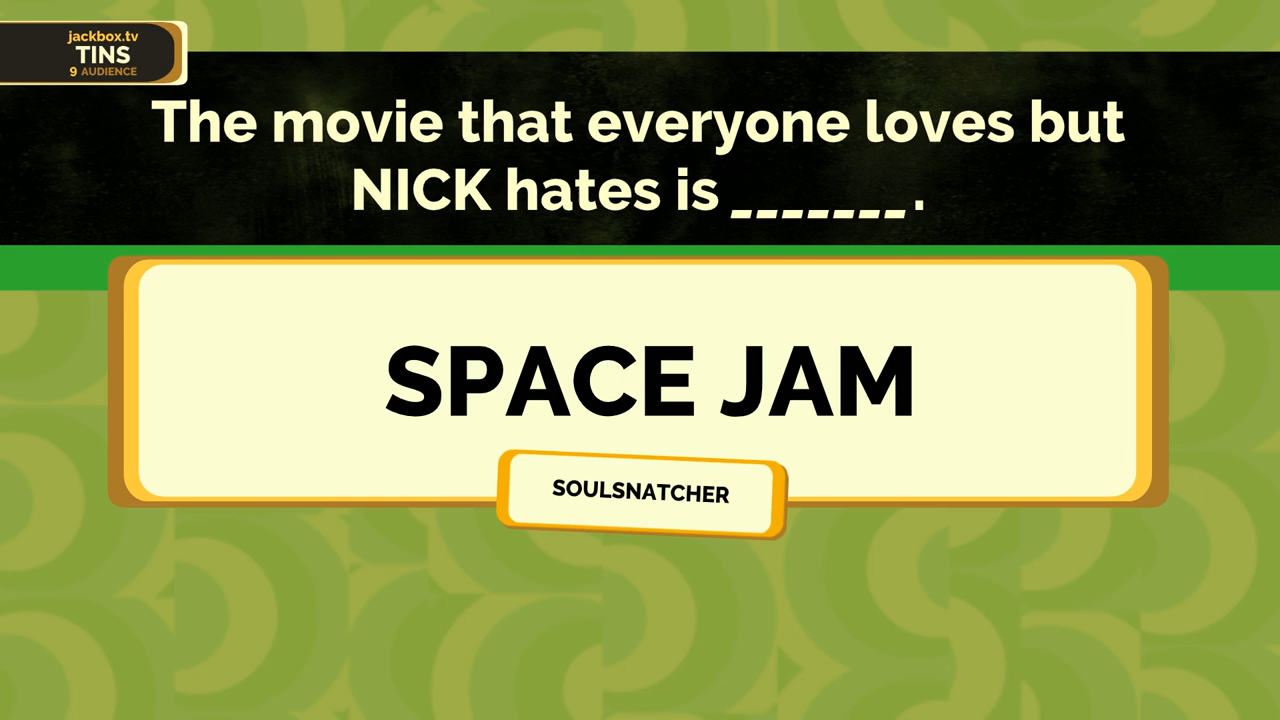 jackbox.tv
TINS
9 AUDIENCE
The movie that everyone loves but
NICK hates is _______.
SPACE JAM
SOULSNATCHER